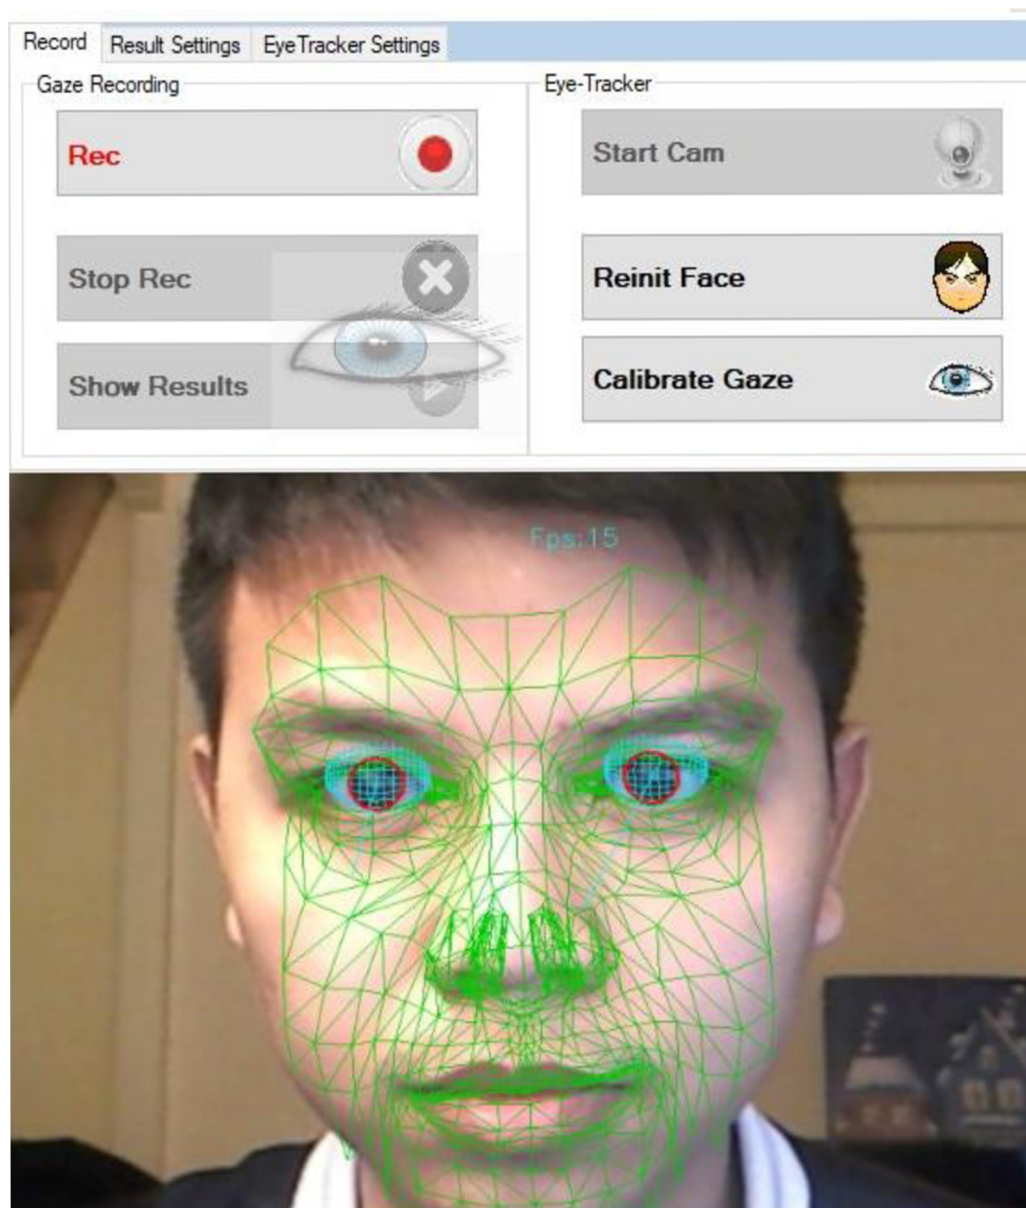 Record Result Settings EyeTracker Settings
Gaze Recording
Rec
Stop Rec
Show Results
Eye-Tracker
Start Cam
Reinit Face
Calibrate Gaze
Fps:15